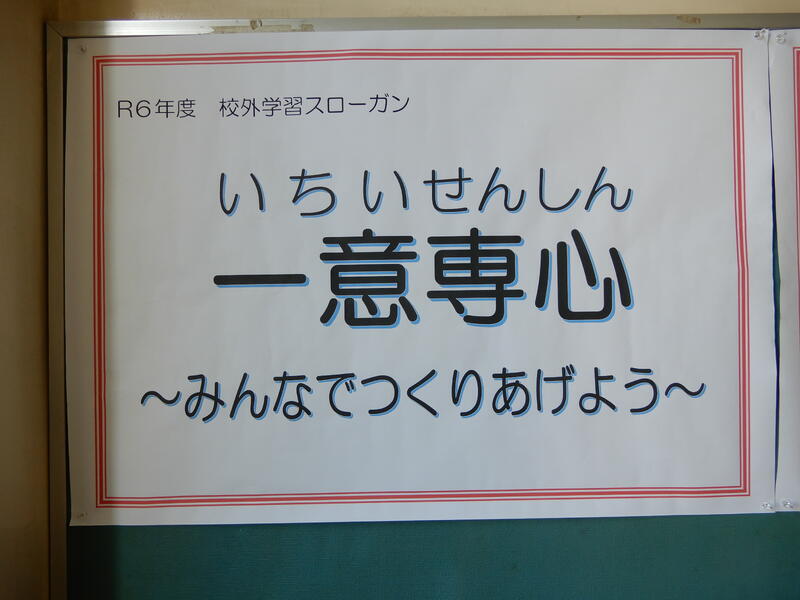 R6年度　校外学習スローガン
いちいせんしん
一意専心
～みんなでつくりあげよう～